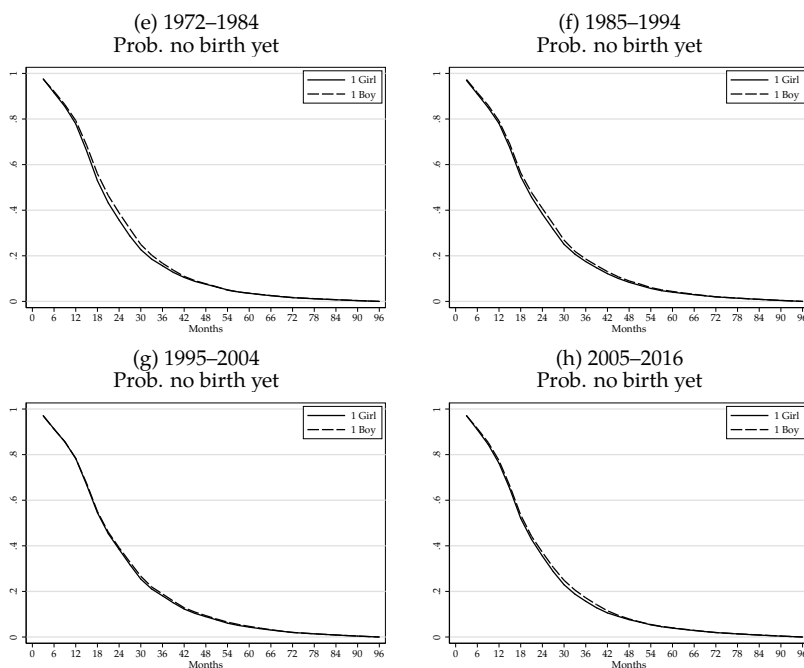 (e) 1972–1984
Prob. no birth yet
1 Girl
1 Boy
0 .2 .4 .6 .8 1
0 6 12 18 24 30 36 42 48 54 60 66 72 78 84 90 96
Months
(f) 1985–1994
Prob. no birth yet
1 Girl
1 Boy
0 .2 .4 .6 .8 1
0 6 12 18 24 30 36 42 48 54 60 66 72 78 84 90 96
Months
(g) 1995–2004
Prob. no birth yet
1 Girl
1 Boy
0 .2 .4 .6 .8 1
0 6 12 18 24 30 36 42 48 54 60 66 72 78 84 90 96
Months
(h) 2005–2016
Prob. no birth yet
1 Girl
1 Boy
0 .2 .4 .6 .8 1
0 6 12 18 24 30 36 42 48 54 60 66 72 78 84 90 96
Months